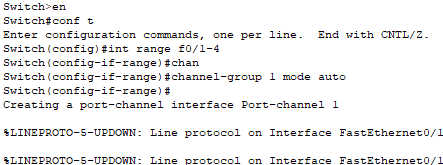 Switch>en
Switch#conf t
Enter configuration commands, one per line.  End with CNTL/Z.
Switch(config)#int range f0/1-4
Switch(config-if-range)#chan
Switch(config-if-range)#channel-group 1 mode auto
Switch(config-if-range)#
Creating a port-channel interface Port-channel 1
%LINEPROTO-5-UPDOWN: Line protocol on Interface FastEthernet0/1
%LINEPROTO-5-UPDOWN: Line protocol on Interface FastEthernet0/1